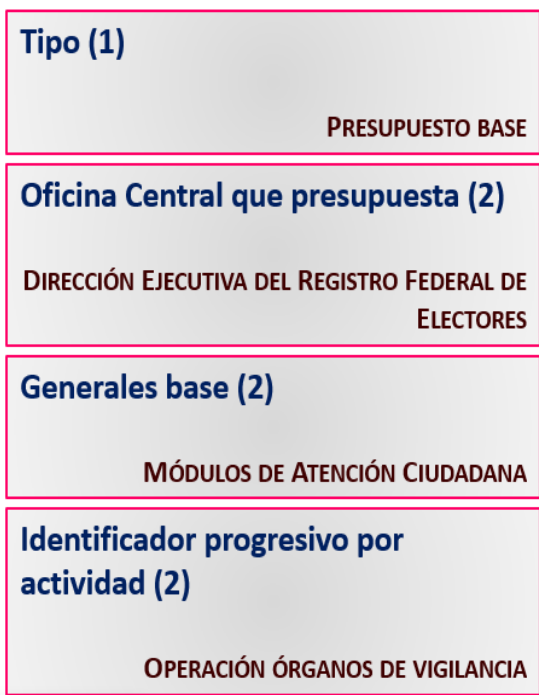 Tipo (1)
PRESUPUESTO BASE
Oficina Central que presupuesta (2)
DIRECCIÓN EJECUTIVA DEL REGISTRO FEDERAL DE
ELECTORES
Generales base (2)
MÓDULOS DE ATENCIÓN CIUDADANA
Identificador progresivo por
actividad (2)
OPERACIÓN ÓRGANOS DE VIGILANCIA